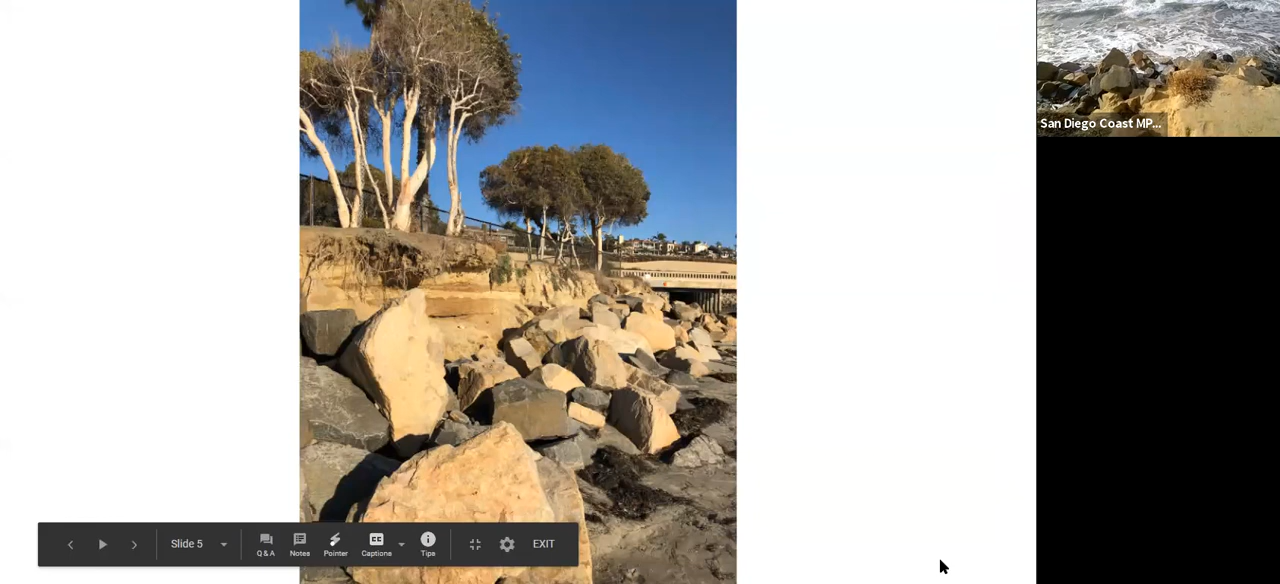 San Diego Coast MP...
Slide 5
Q & A
Notes
Pointer
Captions
Tips
EXIT